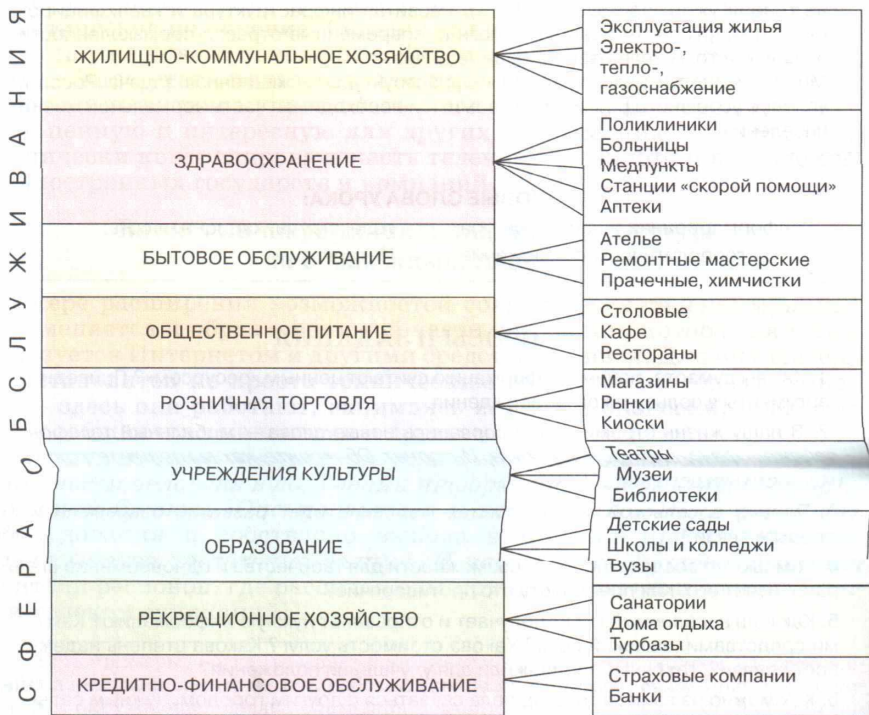 СФЕРА ОБСЛУЖИВАНИЯ
ЖИЛИЩНО-КОММУНАЛЬНОЕ ХОЗЯЙСТВО
Эксплуатация жилья
Электро-,
тепло-,
газоснабжение
ЗДРАВООХРАНЕНИЕ
Поликлиники
Больницы
Медпункты
Станции «скорой помощи»
Аптеки
БЫТОВОЕ ОБСЛУЖИВАНИЕ
Ателье
Ремонтные мастерские
Прачечные, химчистки
ОБЩЕСТВЕННОЕ ПИТАНИЕ
Столовые
Кафе
Рестораны
РОЗНИЧНАЯ ТОРГОВЛЯ
Магазины
Рынки
Киоски
УЧРЕЖДЕНИЯ КУЛЬТУРЫ
Театры
Музеи
Библиотеки
ОБРАЗОВАНИЕ
Детские сады
Школы и колледжи
Вузы
РЕКРЕАЦИОННОЕ ХОЗЯЙСТВО
Санатории
Дома отдыха
Турбазы
КРЕДИТНО-ФИНАНСОВОЕ ОБСЛУЖИВАНИЕ
Страховые компании
Банки